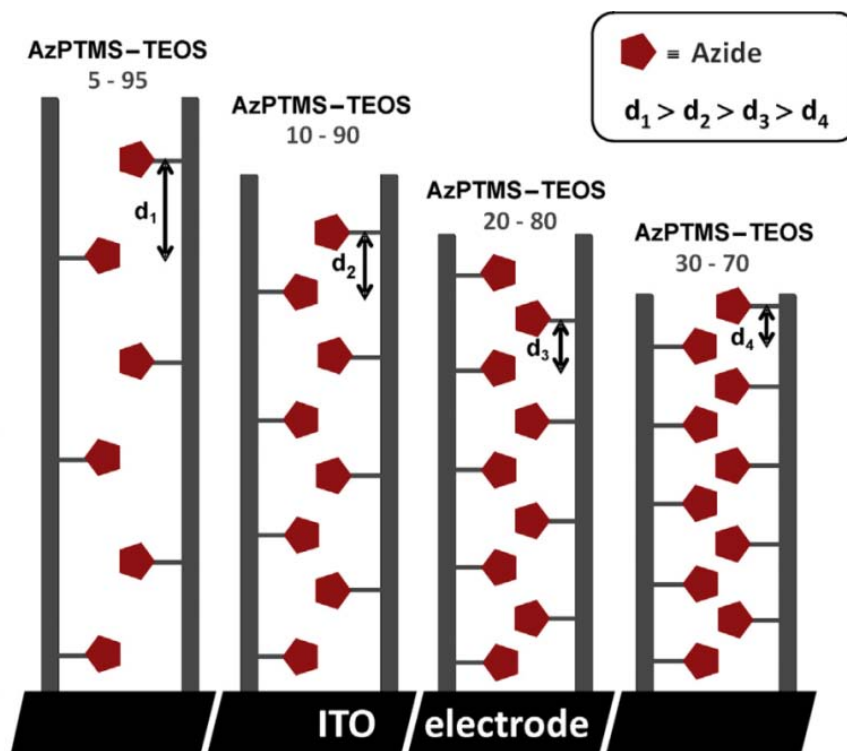 AzPTMS–TEOS
5 - 95
d₁
AzPTMS–TEOS
10 - 90
d₂
AzPTMS–TEOS
20 - 80
d₃
AzPTMS–TEOS
30 - 70
d₄
≡ Azide
d₁ > d₂ > d₃ > d₄
ITO electrode